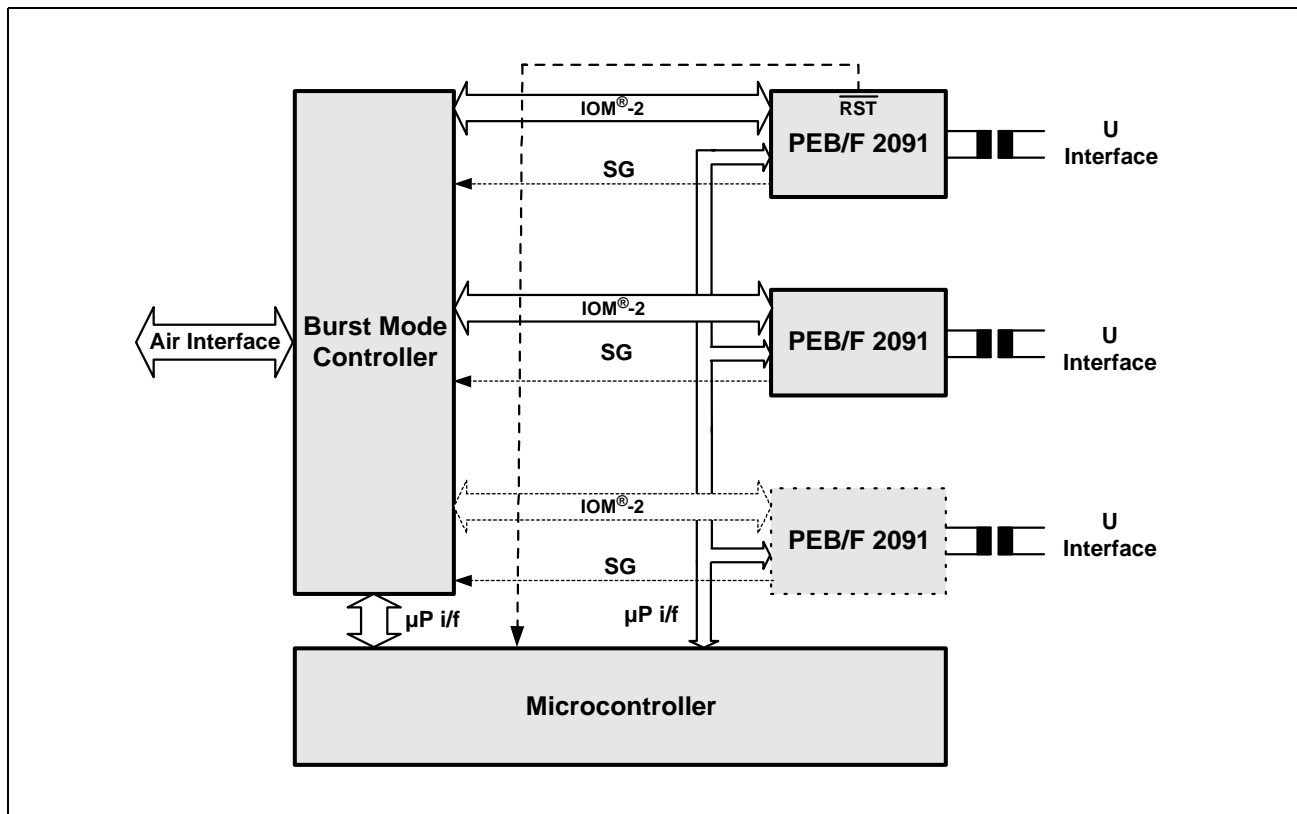 IOM®-2
RST
PEB/F 2091
U
Interface
SG
Air Interface
Burst Mode
Controller
IOM®-2
PEB/F 2091
U
Interface
SG
IOM®-2
PEB/F 2091
U
Interface
SG
µP i/f
µP i/f
Microcontroller